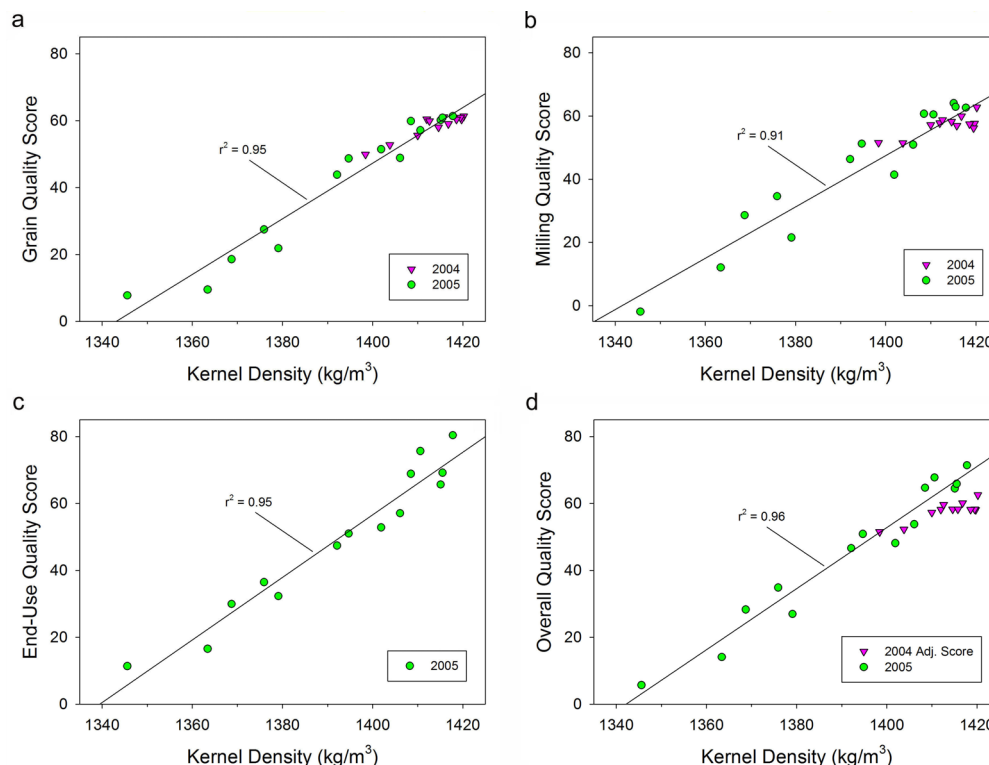 a
80
60
40
20
0
Grain Quality Score
r² = 0.95
2004
2005
1340 1360 1380 1400 1420
Kernel Density (kg/m³)
b
80
60
40
20
0
Milling Quality Score
r² = 0.91
2004
2005
1340 1360 1380 1400 1420
Kernel Density (kg/m³)
c
80
60
40
20
0
End-Use Quality Score
r² = 0.95
2005
1340 1360 1380 1400 1420
Kernel Density (kg/m³)
d
80
60
40
20
0
Overall Quality Score
r² = 0.96
2004 Adj. Score
2005
1340 1360 1380 1400 1420
Kernel Density (kg/m³)